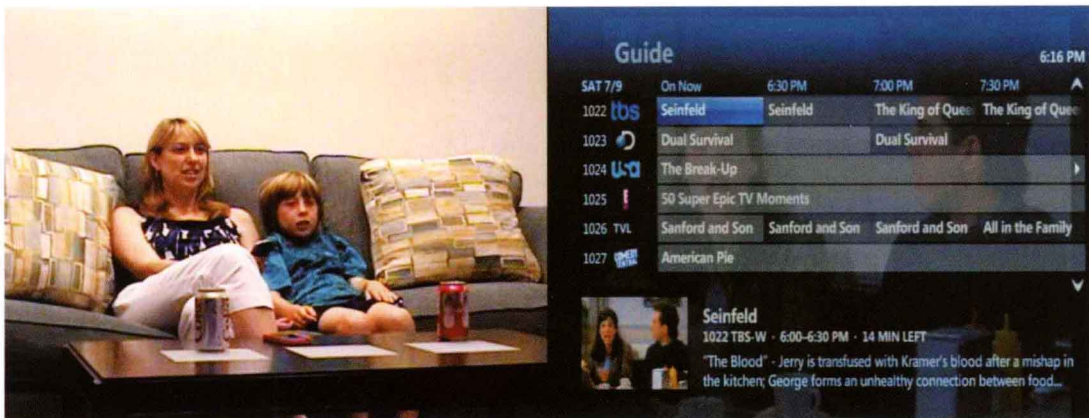 Guide
6:16 PM
SAT 7/9 On Now 6:30 PM 7:00 PM 7:30 PM
1022 tbs Seinfeld Seinfeld The King of Quee The King of Quee
1023 Dual Survival Dual Survival
1024 USA The Break-Up
1025 E 50 Super Epic TV Moments
1026 TVL Sanford and Son Sanford and Son Sanford and Son All in the Family
1027 COMEDY CENTRAL American Pie
Seinfeld
1022 TBS-W · 6:00–6:30 PM · 14 MIN LEFT
"The Blood" - Jerry is transfused with Kramer's blood after a mishap in
the kitchen; George forms an unhealthy connection between food...